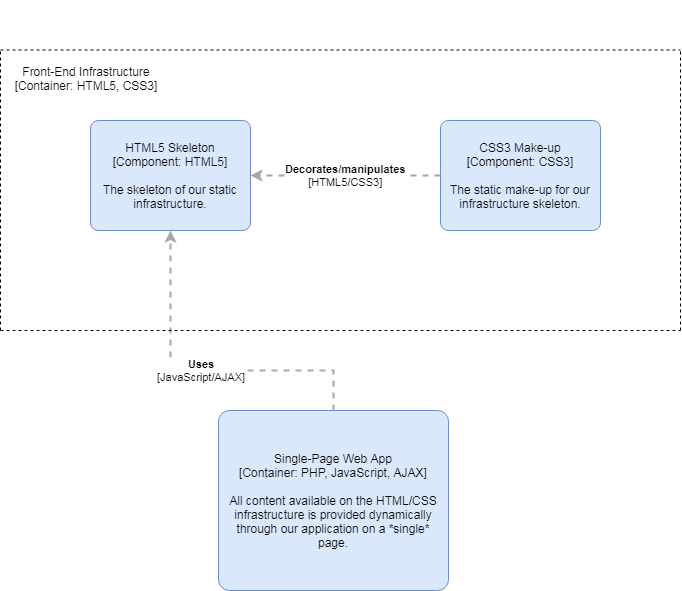 Front-End Infrastructure
[Container: HTML5, CSS3]
HTML5 Skeleton
[Component: HTML5]
The skeleton of our static
infrastructure.
Decorates/manipulates
[HTML5/CSS3]
CSS3 Make-up
[Component: CSS3]
The static make-up for our
infrastructure skeleton.
Uses
[JavaScript/AJAX]
Single-Page Web App
[Container: PHP, JavaScript, AJAX]
All content available on the HTML/CSS
infrastructure is provided dynamically
through our application on a *single*
page.